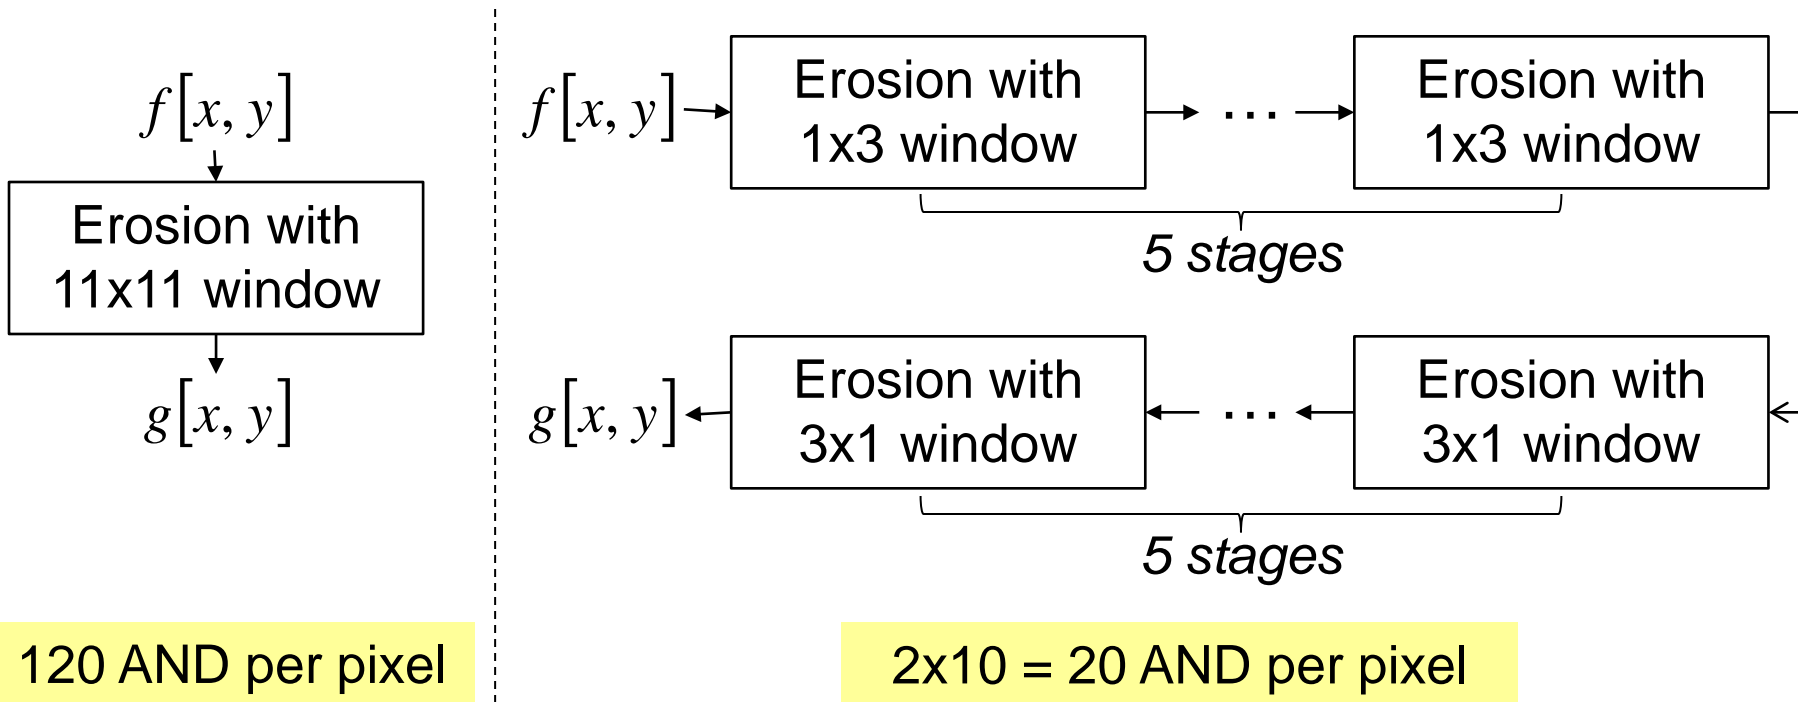 f[x, y]
Erosion with
11x11 window
g[x, y]
120 AND per pixel
f[x, y]
Erosion with
1x3 window
...
Erosion with
1x3 window
5 stages
g[x, y]
Erosion with
3x1 window
...
Erosion with
3x1 window
5 stages
2x10 = 20 AND per pixel